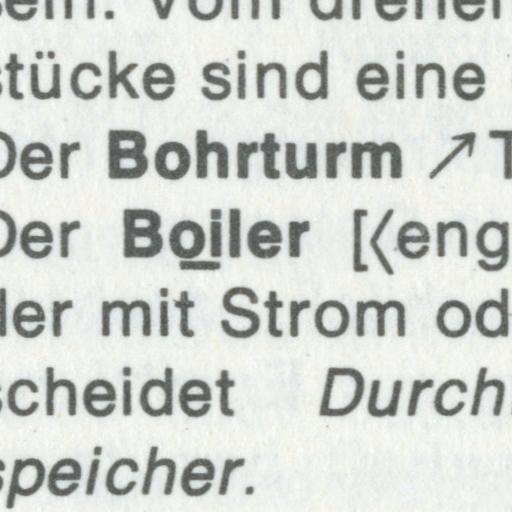 sein. Vom drehen
stücke sind eine
Der Bohrturm ↗T
Der Boiler [⟨eng
der mit Strom od
scheidet Durch
speicher.